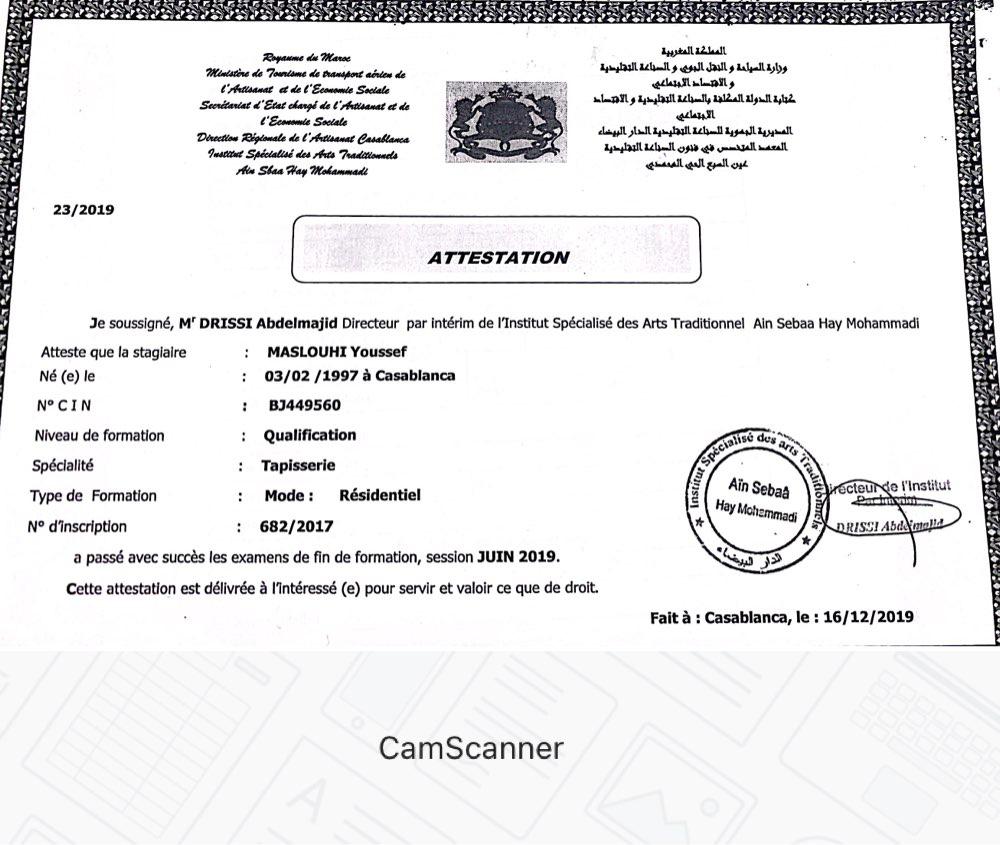 Royaume du Maroc
Ministère de Tourisme de transport aérien de
l'Artisanat et de l'Economie Sociale
Secrétariat d'Etat chargé de l'Artisanat et de
l'Economie Sociale
Direction Régionale de l'Artisanat Casablanca
Institut Spécialisé des Arts Traditionnels
Ain Sbaa Hay Mohammadi
المملكة المغربية
وزارة السياحة و النقل الجوي و الصناعة التقليدية
و الاقتصاد الاجتماعي
كتابة الدولة المكلفة بالصناعة التقليدية و الاقتصاد
الاجتماعي
المديرية الجهوية للصناعة التقليدية الدار البيضاء
المعهد المتخصص في فنون الصناعة التقليدية
عين السبع الحي المحمدي
23/2019
ATTESTATION
Je soussigné, Mʳ DRISSI Abdelmajid Directeur par intérim de l'Institut Spécialisé des Arts Traditionnel Ain Sebaa Hay Mohammadi
Atteste que la stagiaire : MASLOUHI Youssef
Né (e) le : 03/02 /1997 à Casablanca
N° C I N : BJ449560
Niveau de formation : Qualification
Spécialité : Tapisserie
Type de Formation : Mode : Résidentiel
N° d'inscription : 682/2017
a passé avec succès les examens de fin de formation, session JUIN 2019.
Cette attestation est délivrée à l'intéressé (e) pour servir et valoir ce que de droit.
Institut Spécialisé des arts Traditionnels
Aïn Sebaâ
Hay Mohammadi
الدار البيضاء
Directeur de l'Institut
Par Interim
DRISSI Abdelmajid
Fait à : Casablanca, le : 16/12/2019
CamScanner